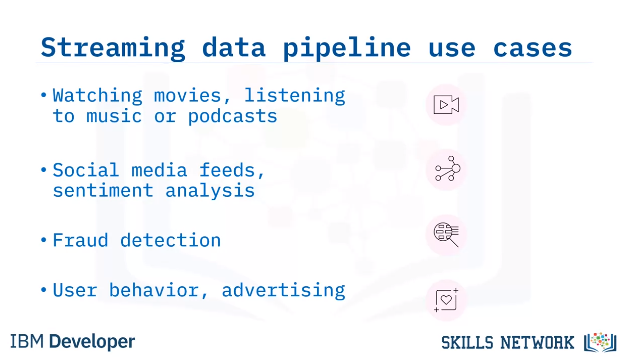 Streaming data pipeline use cases
• Watching movies, listening
to music or podcasts
• Social media feeds,
sentiment analysis
• Fraud detection
• User behavior, advertising
IBM Developer
SKILLS NETWORK